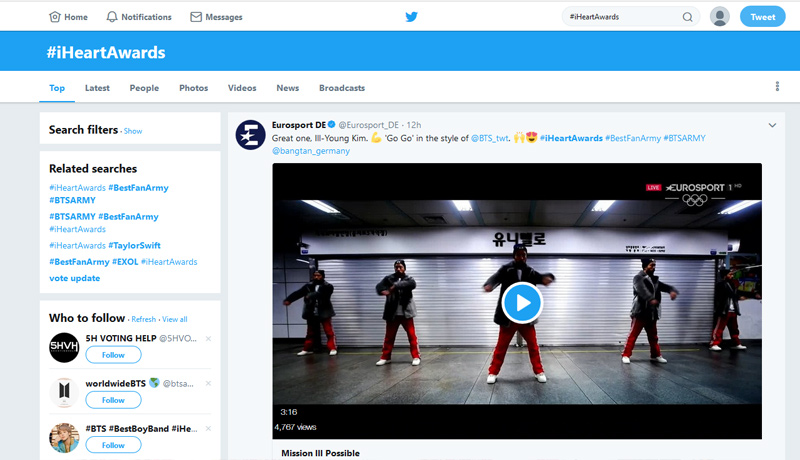 Home Notifications Messages #iHeartAwards Tweet
#iHeartAwards
Top Latest People Photos Videos News Broadcasts
Search filters · Show
Related searches
#iHeartAwards #BestFanArmy
#BTSARMY
#BTSARMY #BestFanArmy
#iHeartAwards
#iHeartAwards #TaylorSwift
#BestFanArmy #EXOL #iHeartAwards
vote update
Who to follow · Refresh · View all
5H VOTING HELP @5HVO...
5HVH
Follow
worldwideBTS 🌎 @btsa...
Follow
#BTS #BestBoyBand #iHe...
Follow
Eurosport DE @Eurosport_DE · 12h
Great one, Ill-Young Kim. 💪 'Go Go' in the style of @BTS_twt. 🙌😍 #iHeartAwards #BestFanArmy #BTSARMY
@bangtan_germany
LIVE EUROSPORT 1 HD
유니빌로
3:16
4,767 views
Mission Ill Possible